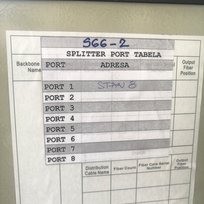 SGG-2
SPLITTER PORT TABELA
Backbone Name
PORT ADRESA
Output Fiber Position
PORT 1 STAN 8
PORT 2
PORT 3
PORT 4
PORT 5
PORT 6
PORT 7
PORT 8
Distribution Cable Name
Fiber Count
Fiber Cable Serial Number
Output Fiber Position